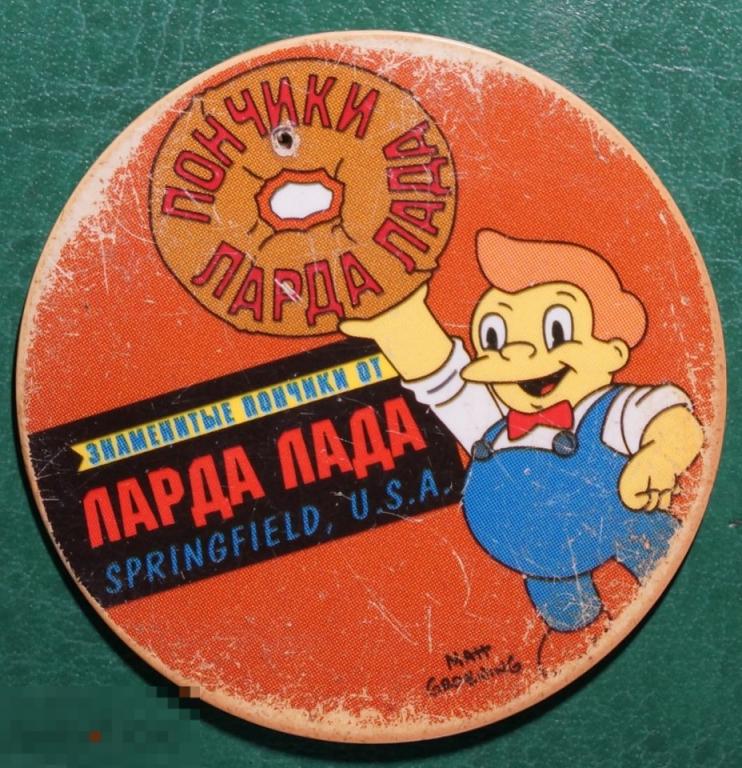 ПОНЧИКИ
ЛАРДА ЛАДА
ЗНАМЕНИТЫЕ ПОНЧИКИ ОТ
ЛАРДА ЛАДА
SPRINGFIELD, U.S.A.
MATT
GROENING